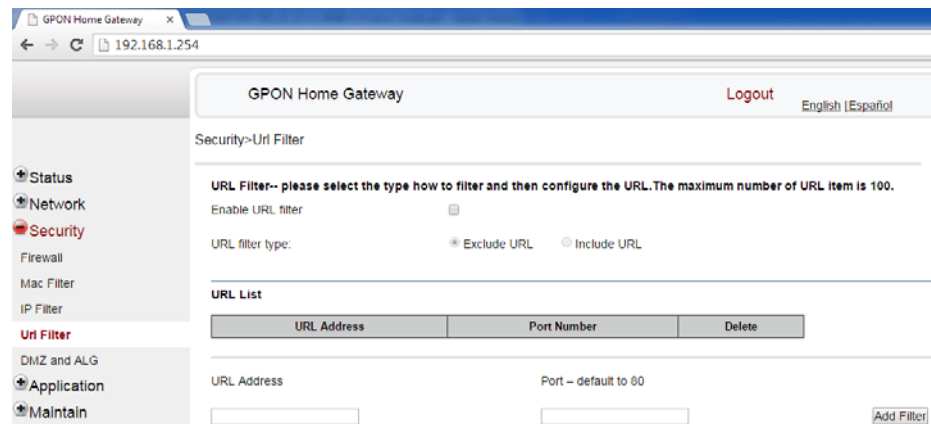 GPON Home Gateway
192.168.1.254
GPON Home Gateway
Logout
English | Español
Security>Url Filter
Status
Network
Security
Firewall
Mac Filter
IP Filter
Url Filter
DMZ and ALG
Application
Maintain
URL Filter-- please select the type how to filter and then configure the URL.The maximum number of URL item is 100.
Enable URL filter
URL filter type: Exclude URL Include URL
URL List
URL Address Port Number Delete
URL Address Port – default to 80
Add Filter